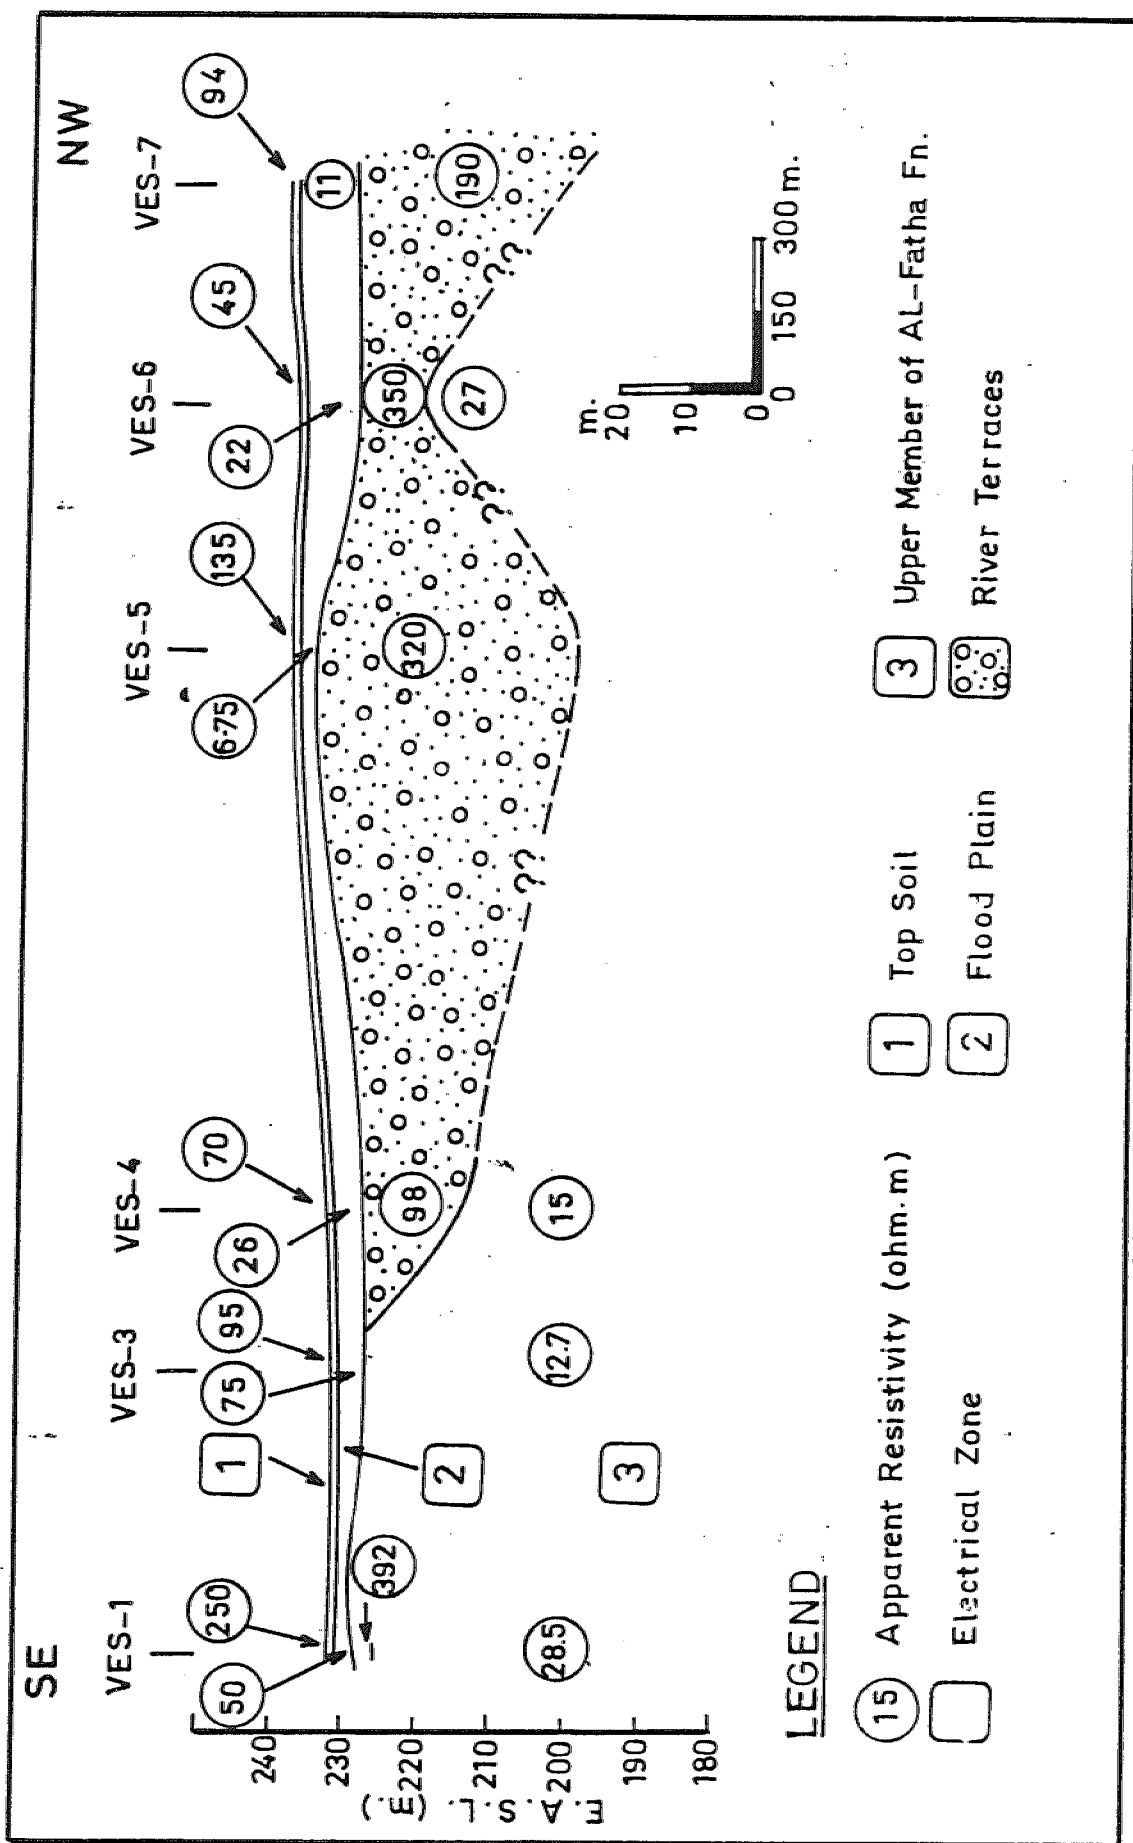 SE
NW
VES-1
VES-3
VES-4
VES-5
VES-6
VES-7
250
95
70
135
45
94
50
1
75
26
6.75
22
11
392
2
98
320
350
190
28.5
3
12.7
15
27
??
??
??
??
240
230
220
210
200
190
180
E. A. S. L. (m.)
m.
20
10
0
0
150
300 m.
LEGEND
15 Apparent Resistivity (ohm.m)
Electrical Zone
1 Top Soil
2 Flood Plain
3 Upper Member of AL-Fatha Fn.
River Terraces